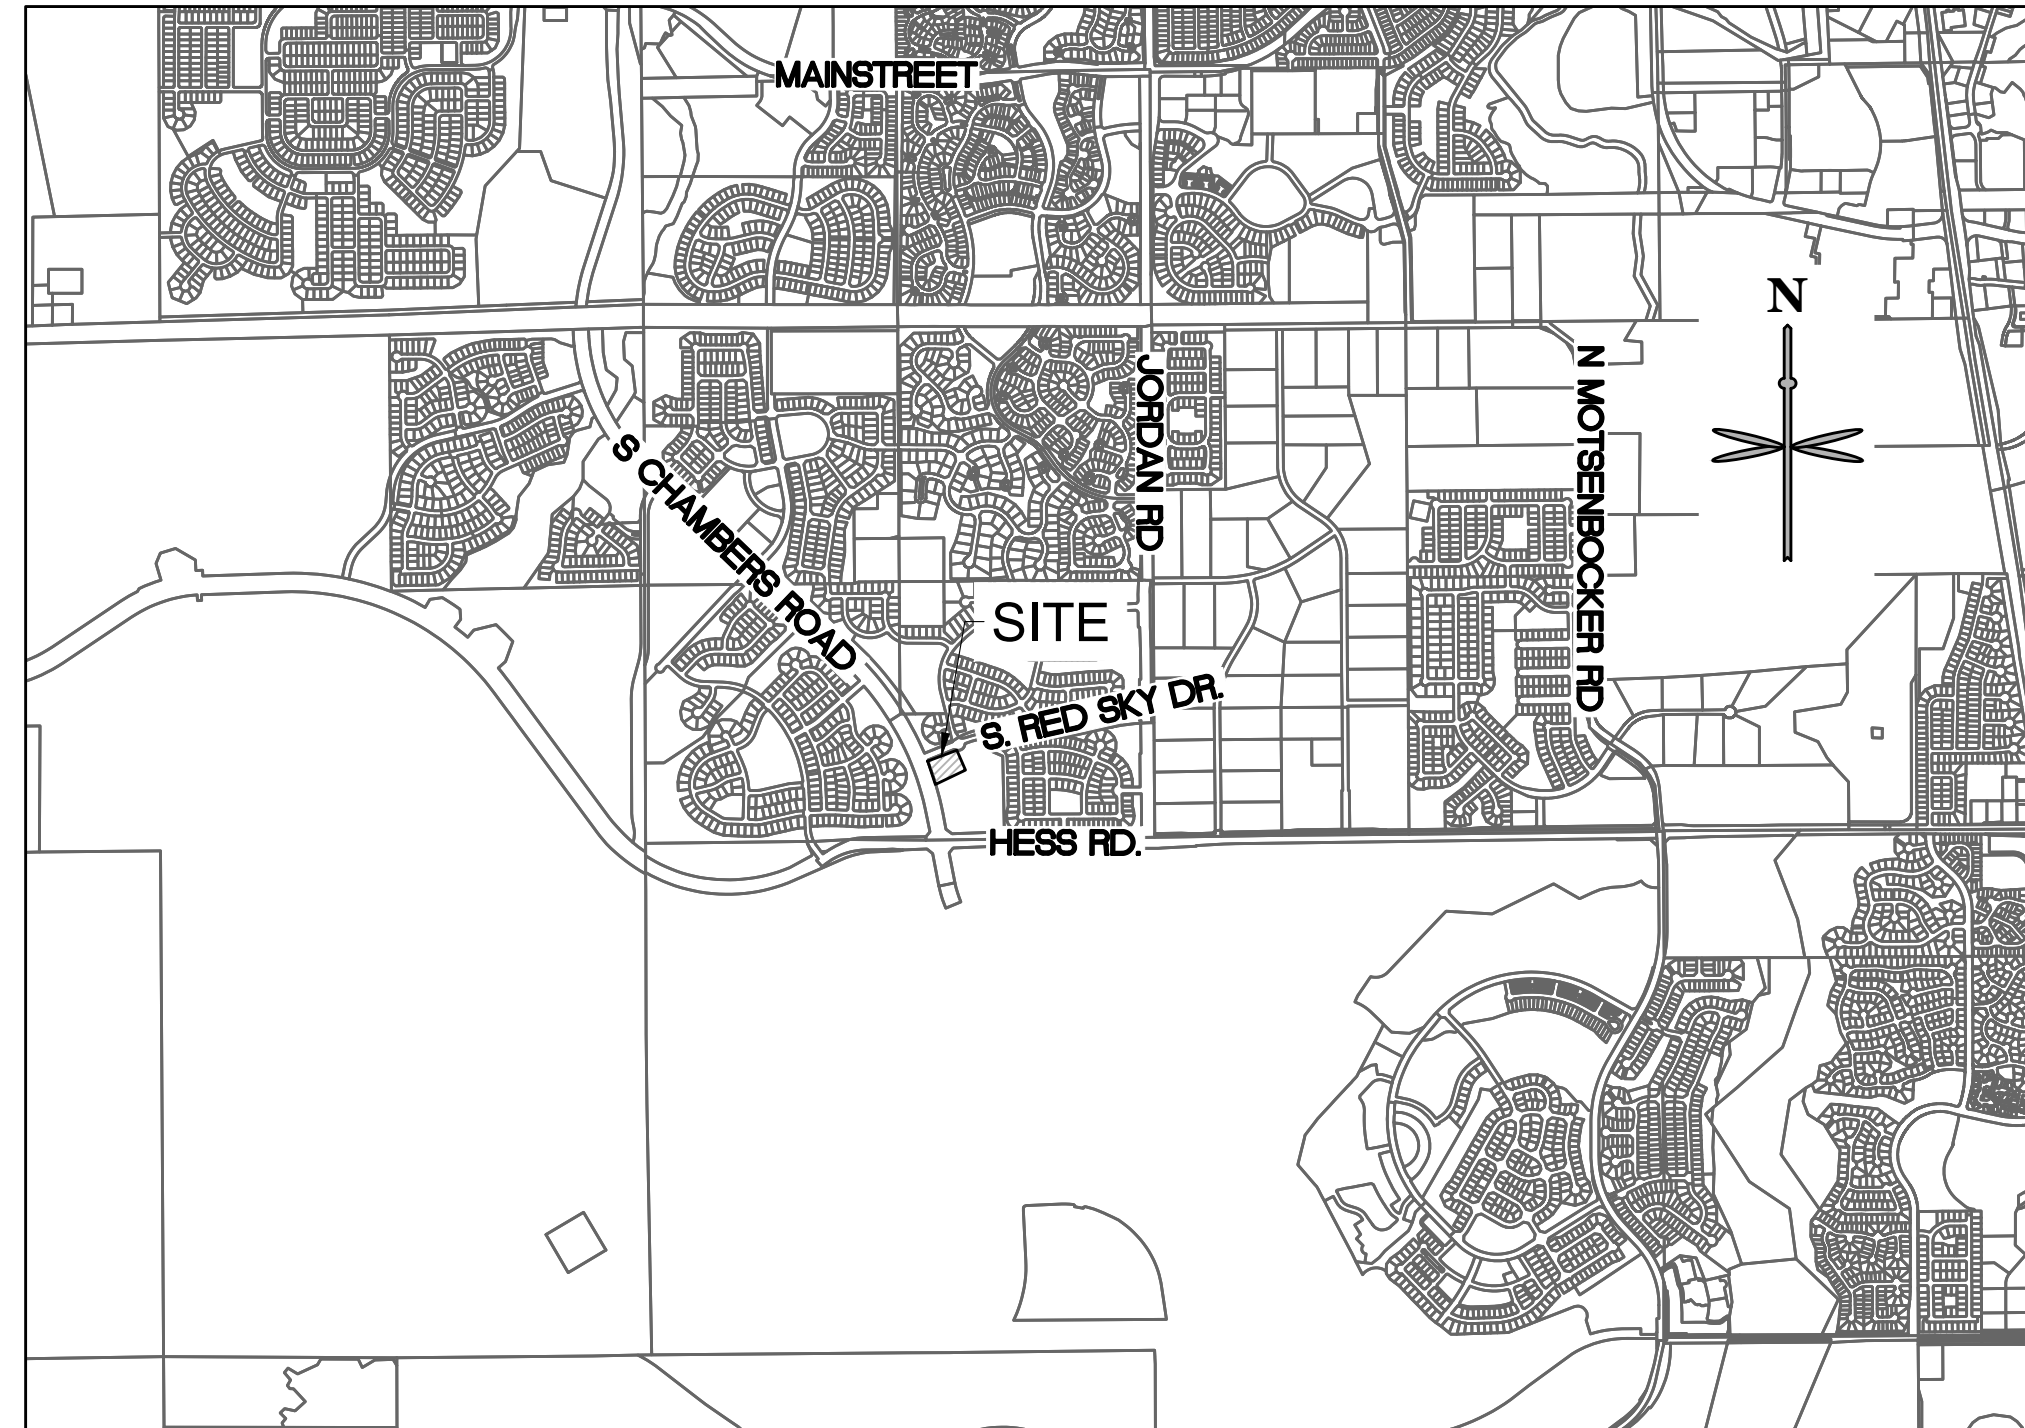 MAINSTREET
N
JORDAN RD
N MOTSENBOCKER RD
S CHAMBERS ROAD
SITE
S. RED SKY DR.
HESS RD.